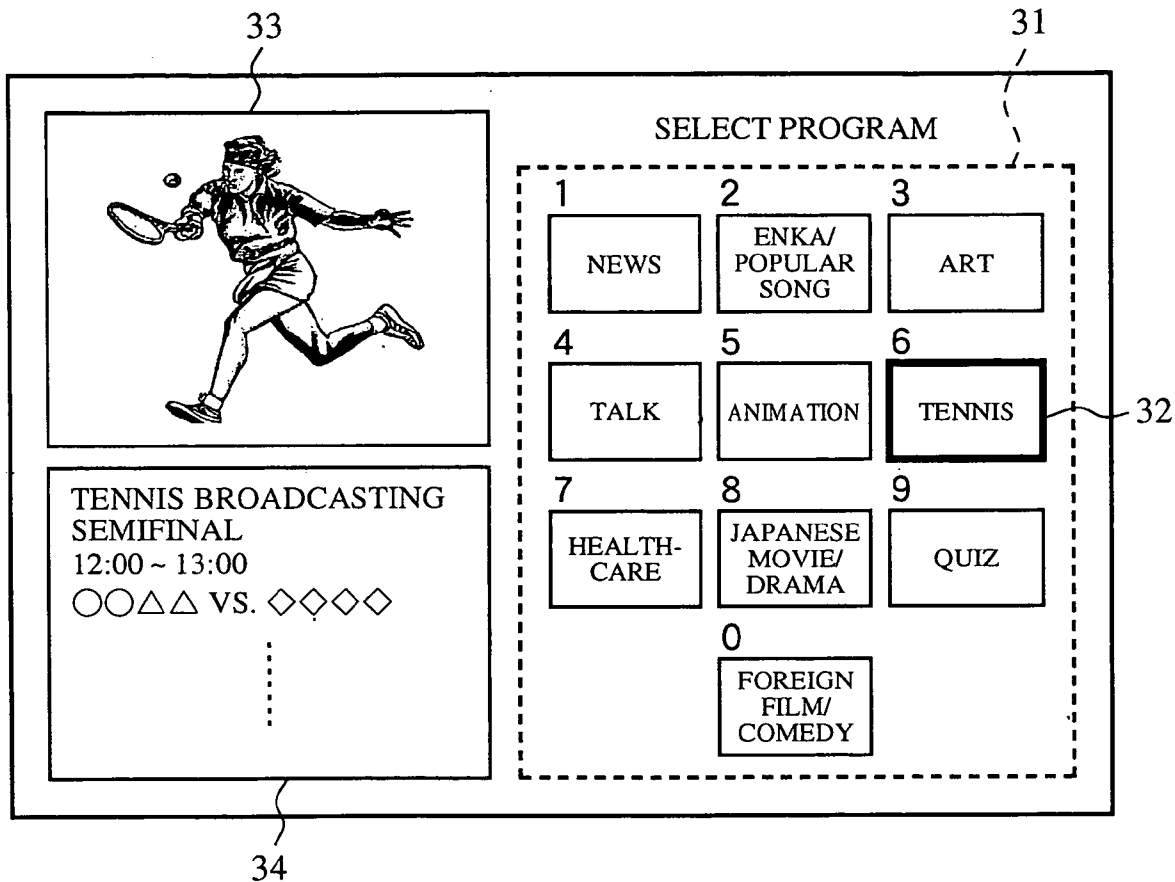 33
31
SELECT PROGRAM
1 2 3
NEWS
ENKA/
POPULAR
SONG
ART
4 5 6
TALK
ANIMATION
TENNIS
32
7 8 9
HEALTH-
CARE
JAPANESE
MOVIE/
DRAMA
QUIZ
0
FOREIGN
FILM/
COMEDY
TENNIS BROADCASTING
SEMIFINAL
12:00 ~ 13:00
○○△△ VS. ◇◇◇◇
34